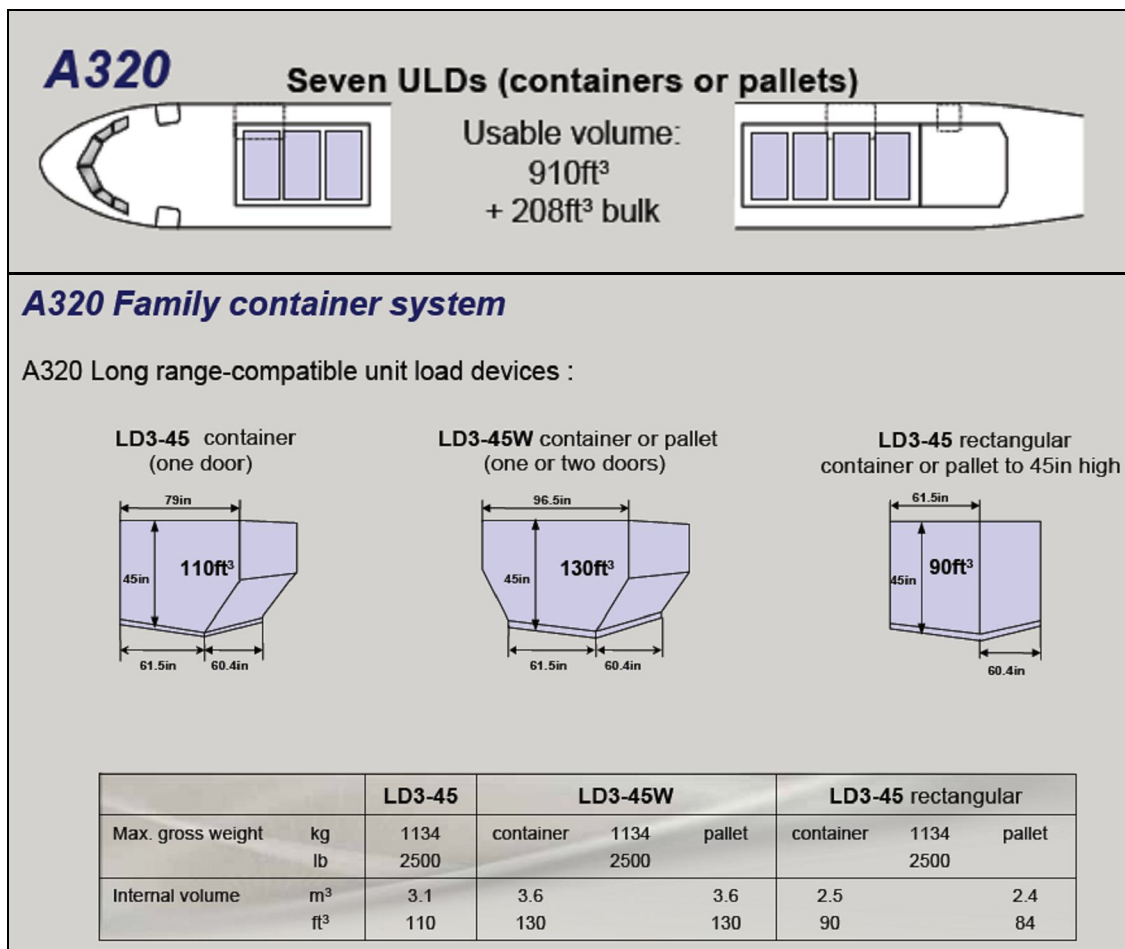 A320
Seven ULDs (containers or pallets)
Usable volume:
910ft³
+ 208ft³ bulk
A320 Family container system
A320 Long range-compatible unit load devices :
LD3-45 container
(one door)
79in
45in
110ft³
61.5in
60.4in
LD3-45W container or pallet
(one or two doors)
96.5in
45in
130ft³
61.5in
60.4in
LD3-45 rectangular
container or pallet to 45in high
61.5in
45in
90ft³
60.4in
LD3-45 LD3-45W LD3-45 rectangular
Max. gross weight kg 1134 container 1134 pallet container 1134 pallet
lb 2500 2500 2500
Internal volume m³ 3.1 3.6 3.6 2.5 2.4
ft³ 110 130 130 90 84